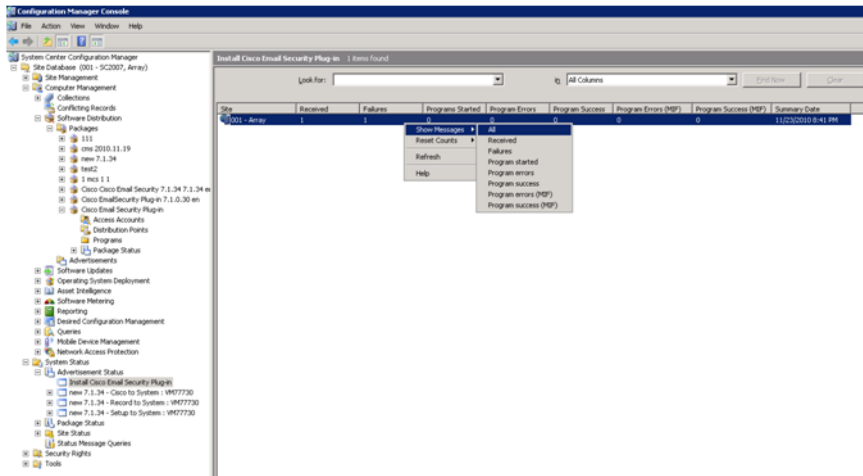 Configuration Manager Console
File Action View Window Help
System Center Configuration Manager
Site Database (001 - SC2007, Array)
Site Management
Computer Management
Collections
Conflicting Records
Software Distribution
Packages
111
cms 2010.11.19
new 7.1.34
test2
1 mcs 1 1
Cisco Cisco Email Security 7.1.34 7.1.34 en
Cisco EmailSecurity Plug-in 7.1.0.30 en
Cisco Email Security Plug-in
Access Accounts
Distribution Points
Programs
Package Status
Advertisements
Software Updates
Operating System Deployment
Asset Intelligence
Software Metering
Reporting
Desired Configuration Management
Queries
Mobile Device Management
Network Access Protection
System Status
Advertisement Status
Install Cisco Email Security Plug-in
new 7.1.34 - Cisco to System : VM77730
new 7.1.34 - Record to System : VM77730
new 7.1.34 - Setup to System : VM77730
Package Status
Site Status
Status Message Queries
Security Rights
Tools
Install Cisco Email Security Plug-in 1 items found
Look for: in All Columns Find Now Clear
Site Received Failures Programs Started Program Errors Program Success Program Errors (MIF) Program Success (MIF) Summary Date
001 - Array 1 1 0 0 0 0 0 11/23/2010 8:41 PM
Show Messages
Reset Counts
Refresh
Help
All
Received
Failures
Program started
Program errors
Program success
Program errors (MIF)
Program success (MIF)